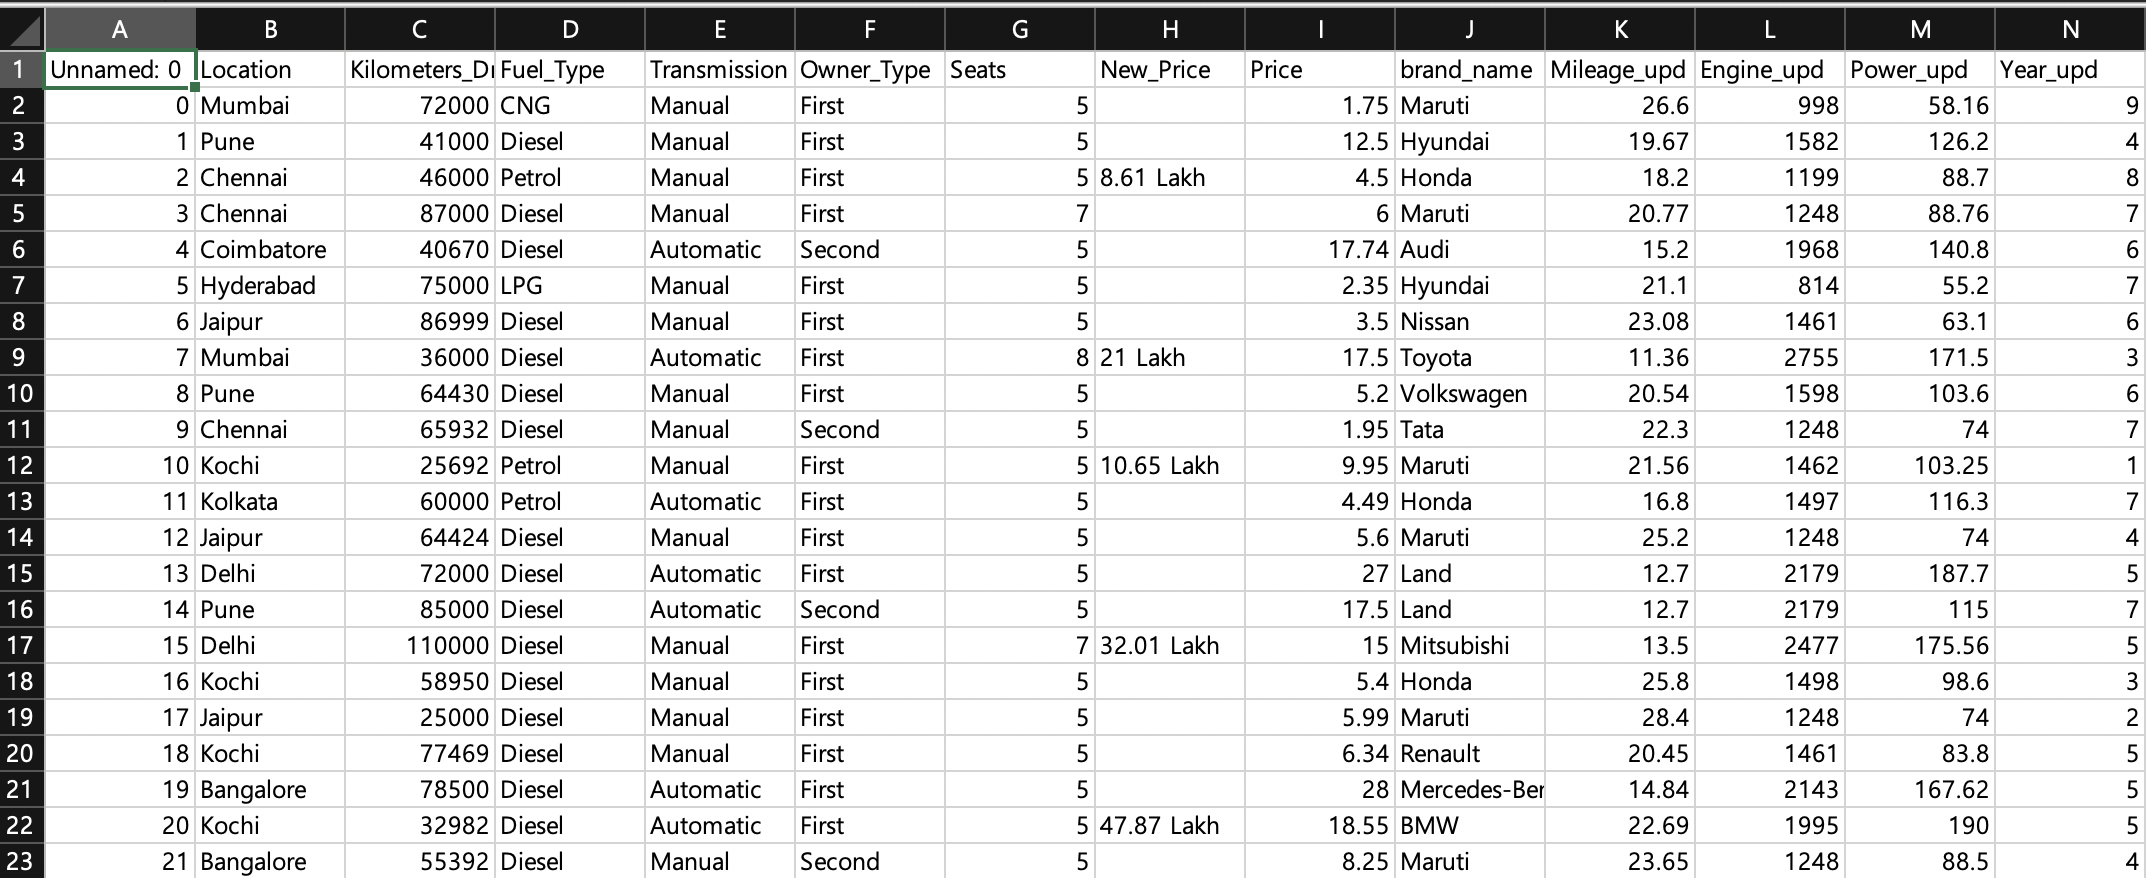 A B C D E F G H I J K L M N
1 Unnamed: 0 Location Kilometers_Dr Fuel_Type Transmission Owner_Type Seats New_Price Price brand_name Mileage_upd Engine_upd Power_upd Year_upd
2 0 Mumbai 72000 CNG Manual First 5 1.75 Maruti 26.6 998 58.16 9
3 1 Pune 41000 Diesel Manual First 5 12.5 Hyundai 19.67 1582 126.2 4
4 2 Chennai 46000 Petrol Manual First 5 8.61 Lakh 4.5 Honda 18.2 1199 88.7 8
5 3 Chennai 87000 Diesel Manual First 7 6 Maruti 20.77 1248 88.76 7
6 4 Coimbatore 40670 Diesel Automatic Second 5 17.74 Audi 15.2 1968 140.8 6
7 5 Hyderabad 75000 LPG Manual First 5 2.35 Hyundai 21.1 814 55.2 7
8 6 Jaipur 86999 Diesel Manual First 5 3.5 Nissan 23.08 1461 63.1 6
9 7 Mumbai 36000 Diesel Automatic First 8 21 Lakh 17.5 Toyota 11.36 2755 171.5 3
10 8 Pune 64430 Diesel Manual First 5 5.2 Volkswagen 20.54 1598 103.6 6
11 9 Chennai 65932 Diesel Manual Second 5 1.95 Tata 22.3 1248 74 7
12 10 Kochi 25692 Petrol Manual First 5 10.65 Lakh 9.95 Maruti 21.56 1462 103.25 1
13 11 Kolkata 60000 Petrol Automatic First 5 4.49 Honda 16.8 1497 116.3 7
14 12 Jaipur 64424 Diesel Manual First 5 5.6 Maruti 25.2 1248 74 4
15 13 Delhi 72000 Diesel Automatic First 5 27 Land 12.7 2179 187.7 5
16 14 Pune 85000 Diesel Automatic Second 5 17.5 Land 12.7 2179 115 7
17 15 Delhi 110000 Diesel Manual First 7 32.01 Lakh 15 Mitsubishi 13.5 2477 175.56 5
18 16 Kochi 58950 Diesel Manual First 5 5.4 Honda 25.8 1498 98.6 3
19 17 Jaipur 25000 Diesel Manual First 5 5.99 Maruti 28.4 1248 74 2
20 18 Kochi 77469 Diesel Manual First 5 6.34 Renault 20.45 1461 83.8 5
21 19 Bangalore 78500 Diesel Automatic First 5 28 Mercedes-Ber 14.84 2143 167.62 5
22 20 Kochi 32982 Diesel Automatic First 5 47.87 Lakh 18.55 BMW 22.69 1995 190 5
23 21 Bangalore 55392 Diesel Manual Second 5 8.25 Maruti 23.65 1248 88.5 4